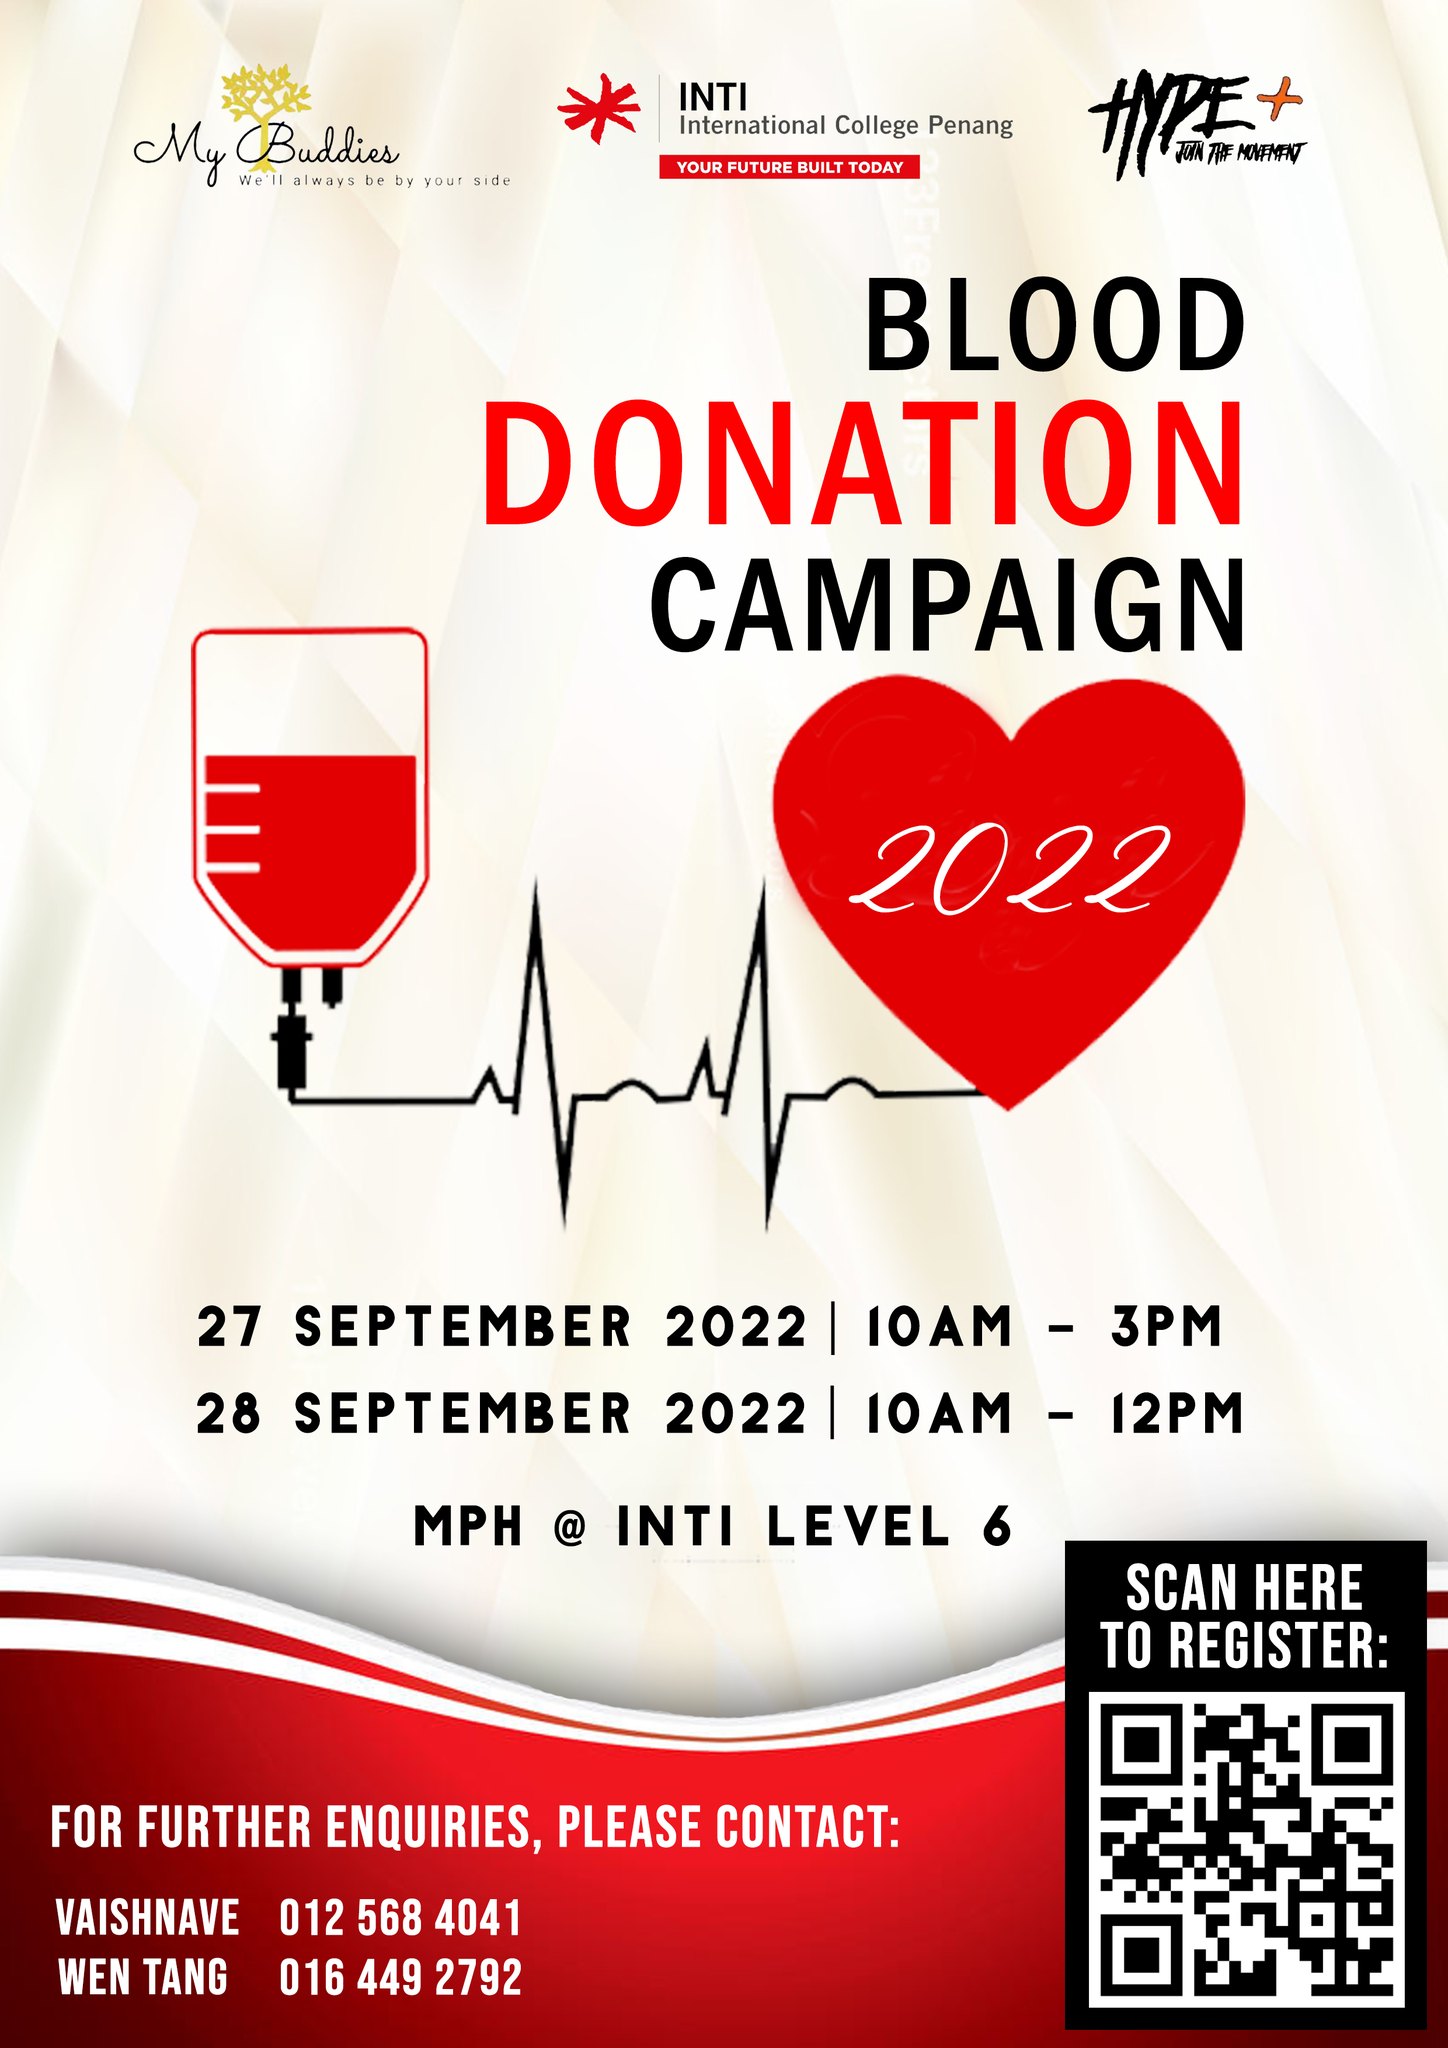 My Buddies
We'll always be by your side
INTI
International College Penang
YOUR FUTURE BUILT TODAY
HYPE +
JOIN THE MOVEMENT
BLOOD
DONATION
CAMPAIGN
2022
27 SEPTEMBER 2022 | 10AM – 3PM
28 SEPTEMBER 2022 | 10AM – 12PM
MPH @ INTI LEVEL 6
SCAN HERE
TO REGISTER:
FOR FURTHER ENQUIRIES, PLEASE CONTACT:
VAISHNAVE 012 568 4041
WEN TANG 016 449 2792